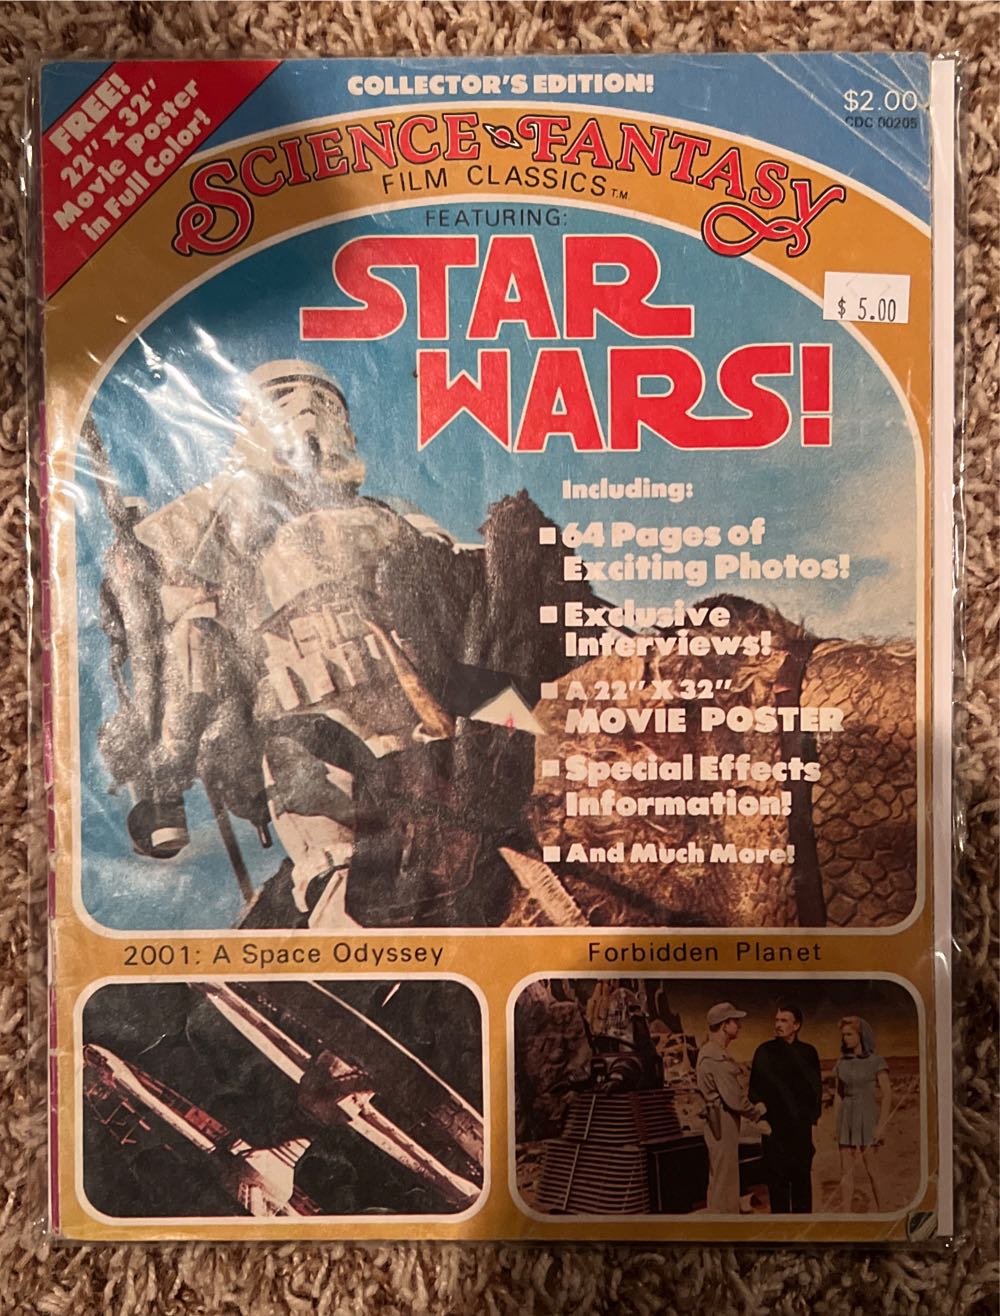 COLLECTOR'S EDITION!
FREE!
22" x 32"
Movie Poster
in Full Color!
$2.00
CDC 00205
SCIENCE FANTASY
FILM CLASSICS TM
FEATURING:
STAR
WARS!
$ 5.00
Including:
■ 64 Pages of
Exciting Photos!
■ Exclusive
Interviews!
■ A 22" X 32"
MOVIE POSTER
■ Special Effects
Information!
■ And Much More!
2001: A Space Odyssey
Forbidden Planet